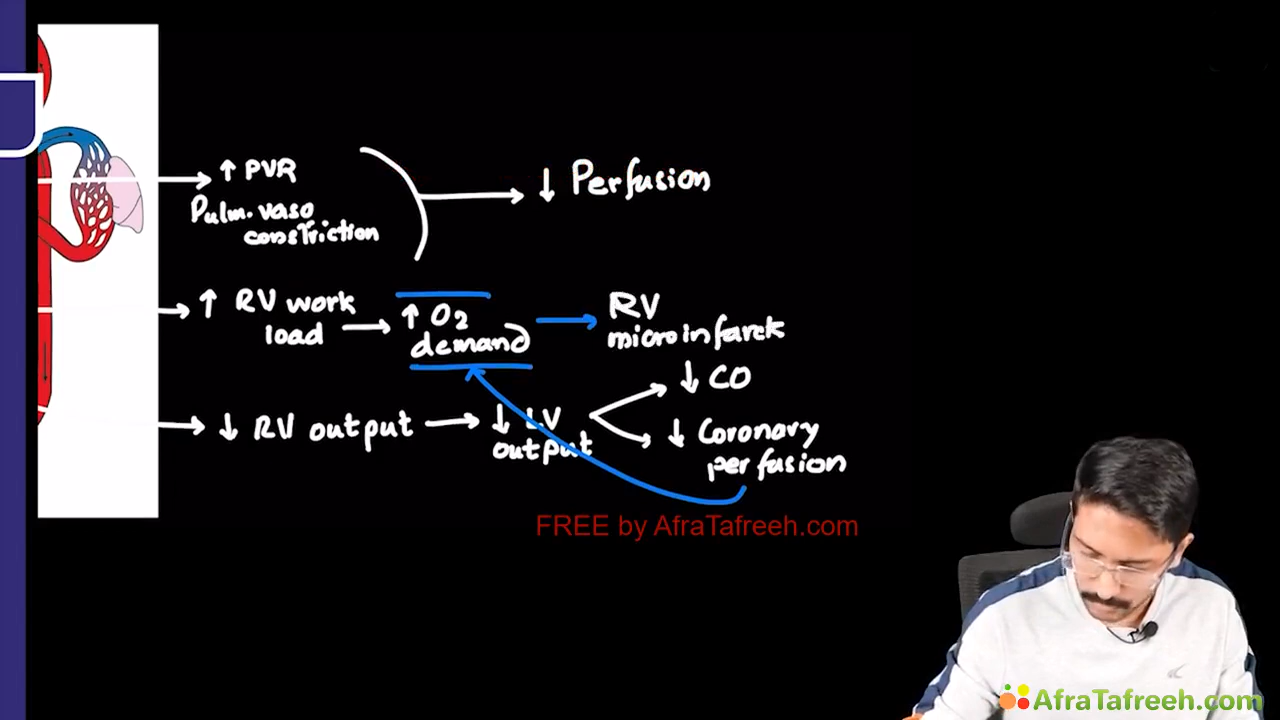 ↑ PVR
Pulm. vaso
constriction
↓ Perfusion
↑ RV work
load
↑ O2
demand
RV
microinfarcts
↓ RV output
↓ LV
output
↓ CO
↓ Coronary
perfusion
FREE by AfraTafreeh.com
AfraTafreeh.com